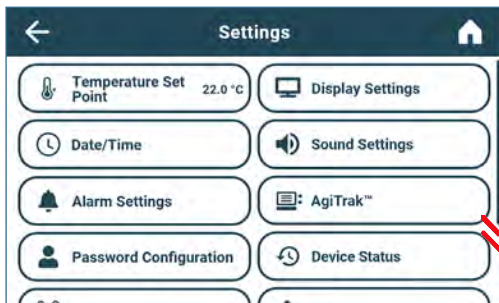 Settings
Temperature Set
Point
22.0 °C
Display Settings
Date/Time
Sound Settings
Alarm Settings
AgiTrak™
Password Configuration
Device Status